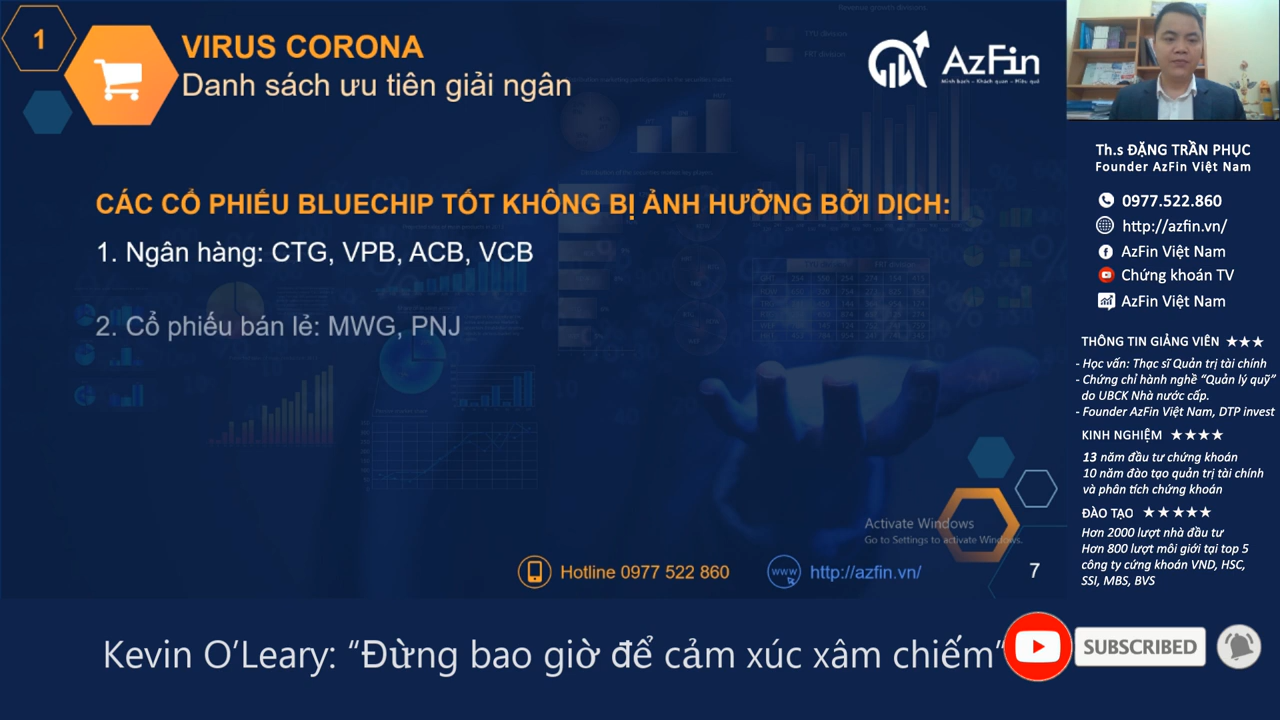 1
VIRUS CORONA
Danh sách ưu tiên giải ngân
AzFin
Minh bạch – Khách quan – Hiệu quả
CÁC CỔ PHIẾU BLUECHIP TỐT KHÔNG BỊ ẢNH HƯỞNG BỞI DỊCH:
1. Ngân hàng: CTG, VPB, ACB, VCB
2. Cổ phiếu bán lẻ: MWG, PNJ
Activate Windows
Go to Settings to activate Windows.
Hotline 0977 522 860
www
http://azfin.vn/
7
Th.s ĐẶNG TRẦN PHỤC
Founder AzFin Việt Nam
0977.522.860
http://azfin.vn/
AzFin Việt Nam
Chứng khoán TV
AzFin Việt Nam
THÔNG TIN GIẢNG VIÊN ★★★
- Học vấn: Thạc sĩ Quản trị tài chính
- Chứng chỉ hành nghề “Quản lý quỹ”
do UBCK Nhà nước cấp.
- Founder AzFin Việt Nam, DTP invest
KINH NGHIỆM ★★★★
13 năm đầu tư chứng khoán
10 năm đào tạo quản trị tài chính
và phân tích chứng khoán
ĐÀO TẠO ★★★★★
Hơn 2000 lượt nhà đầu tư
Hơn 800 lượt môi giới tại top 5
công ty cứng khoán VND, HSC,
SSI, MBS, BVS
Kevin O’Leary: “Đừng bao giờ để cảm xúc xâm chiếm”
SUBSCRIBED